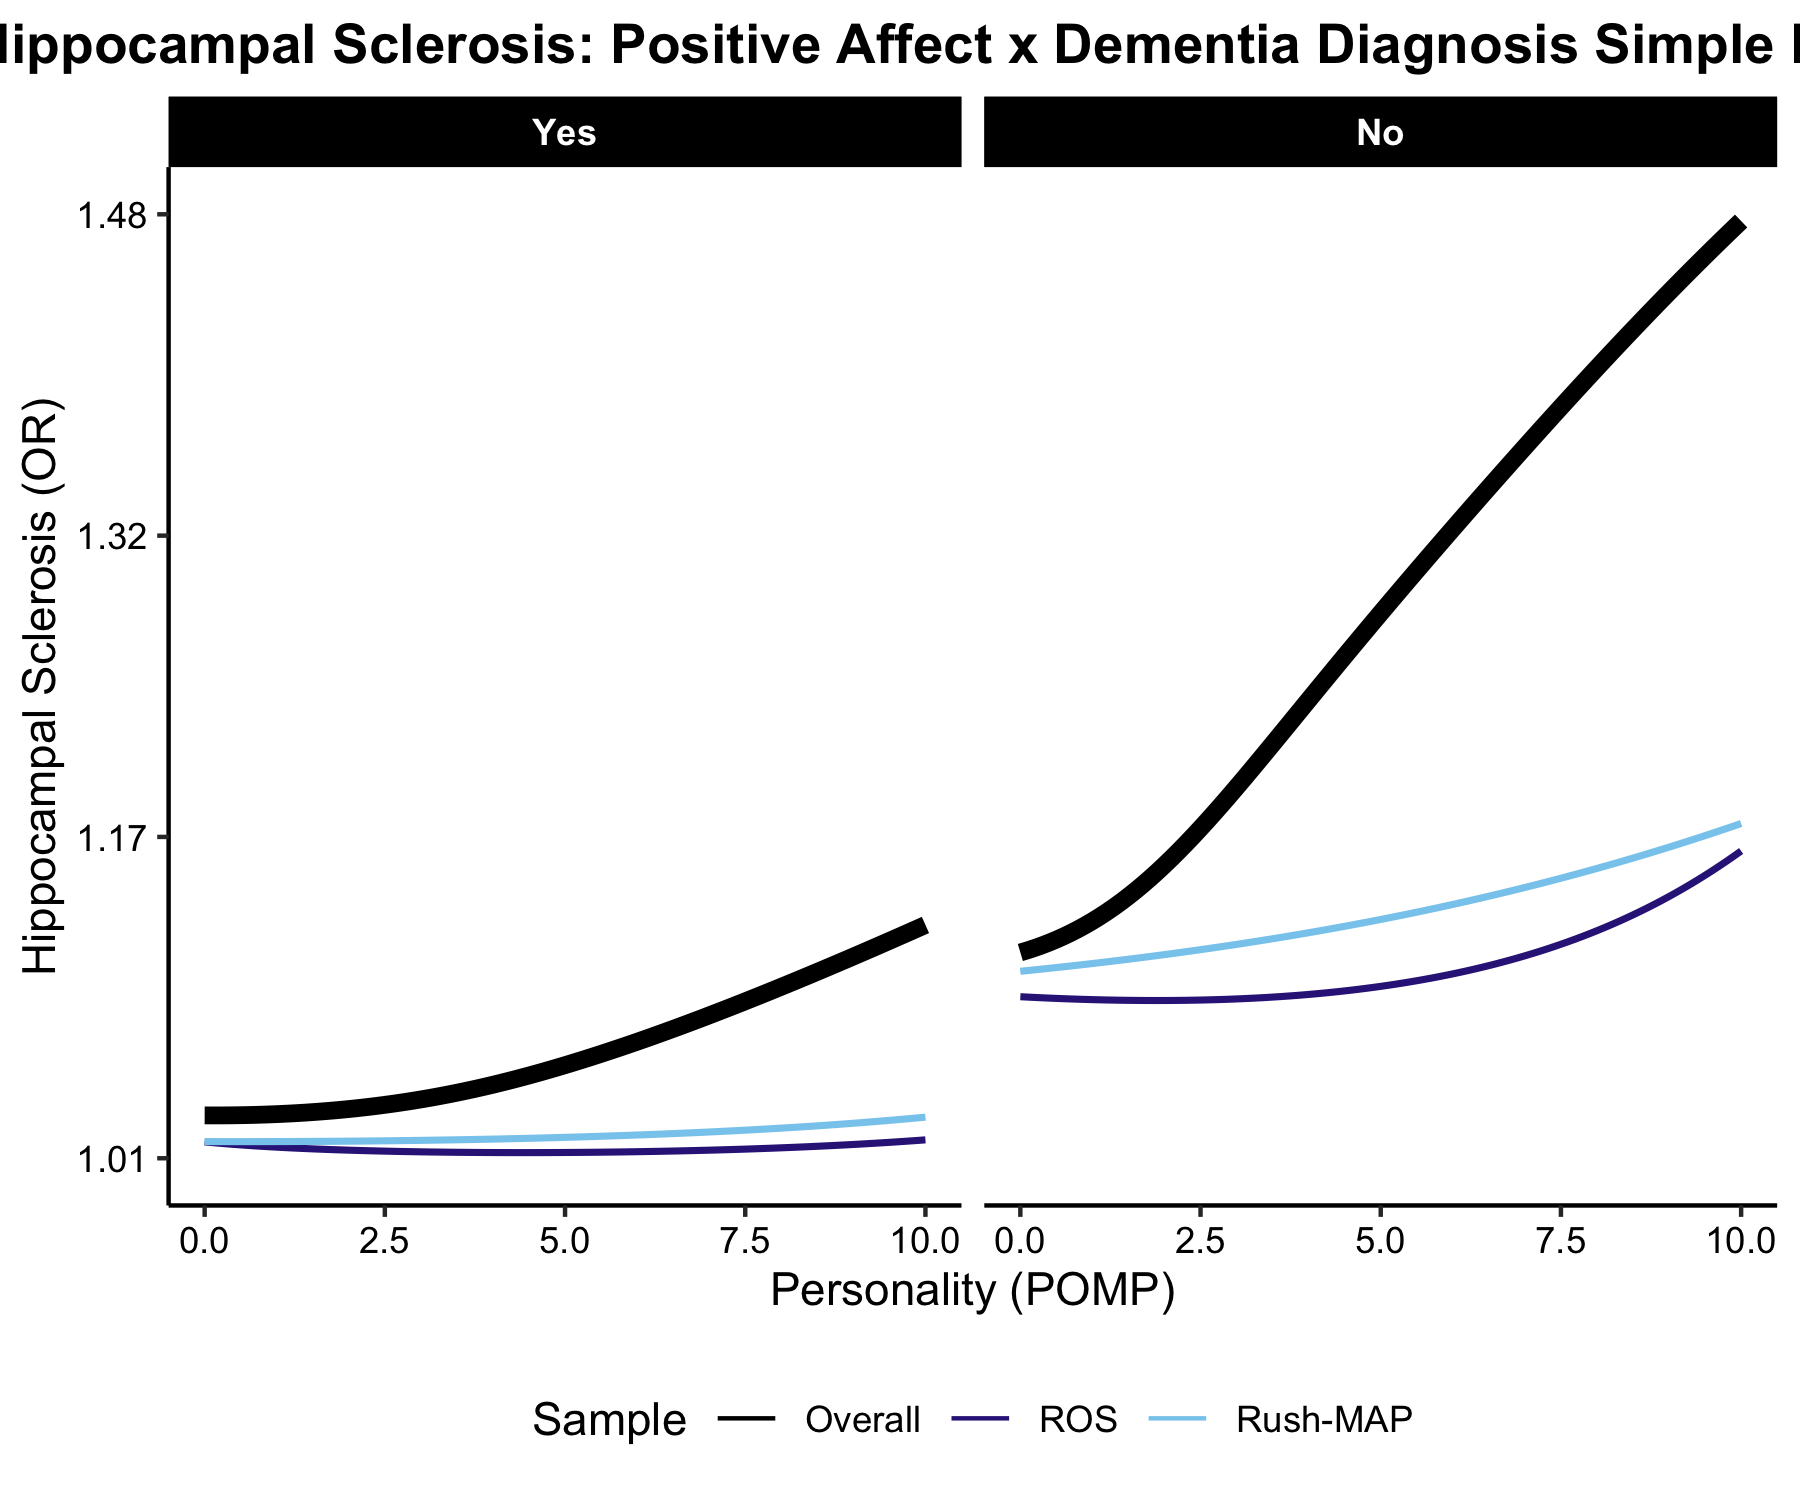 Hippocampal Sclerosis: Positive Affect x Dementia Diagnosis Simple
Yes No
1.48
1.32
1.17
1.01
Hippocampal Sclerosis (OR)
0.0 2.5 5.0 7.5 10.0 0.0 2.5 5.0 7.5 10.0
Personality (POMP)
Sample Overall ROS Rush-MAP